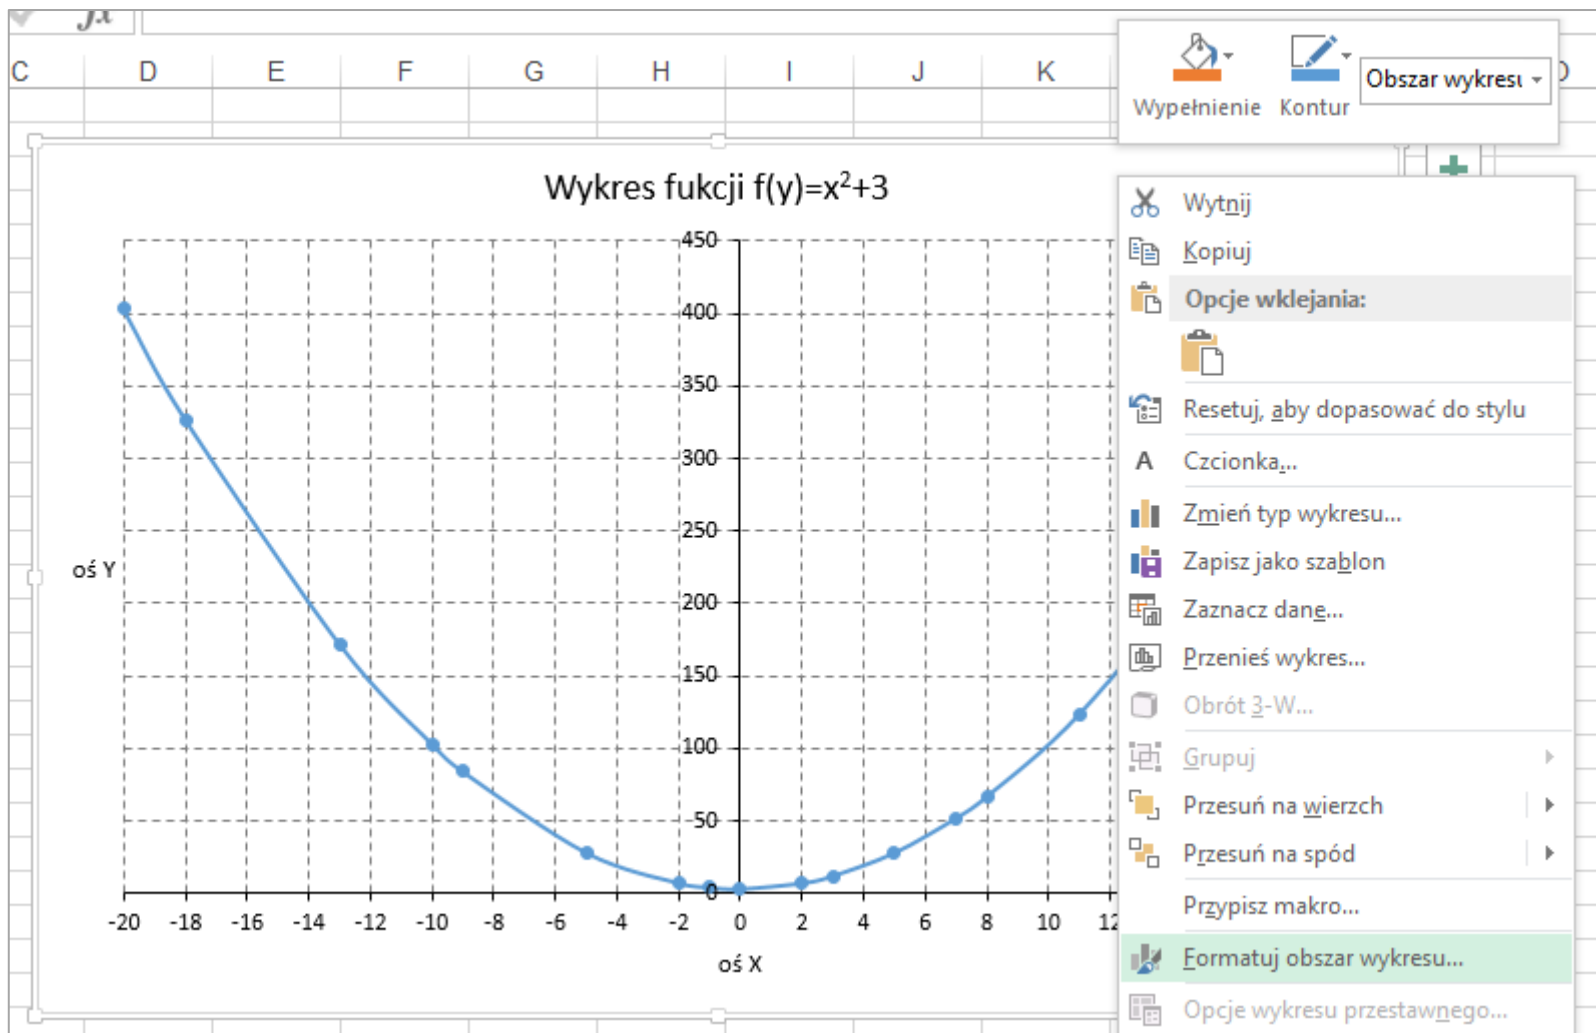 fx
C D E F G H I J K
Wypełnienie Kontur Obszar wykresu
Wykres fukcji f(y)=x²+3
450
400
350
300
250
200
150
100
50
0
oś Y
-20 -18 -16 -14 -12 -10 -8 -6 -4 -2 0 2 4 6 8 10 12
oś X
Wytnij
Kopiuj
Opcje wklejania:
Resetuj, aby dopasować do stylu
A Czcionka...
Zmień typ wykresu...
Zapisz jako szablon
Zaznacz dane...
Przenieś wykres...
Obrót 3-W...
Grupuj
Przesuń na wierzch
Przesuń na spód
Przypisz makro...
Formatuj obszar wykresu...
Opcje wykresu przestawnego...